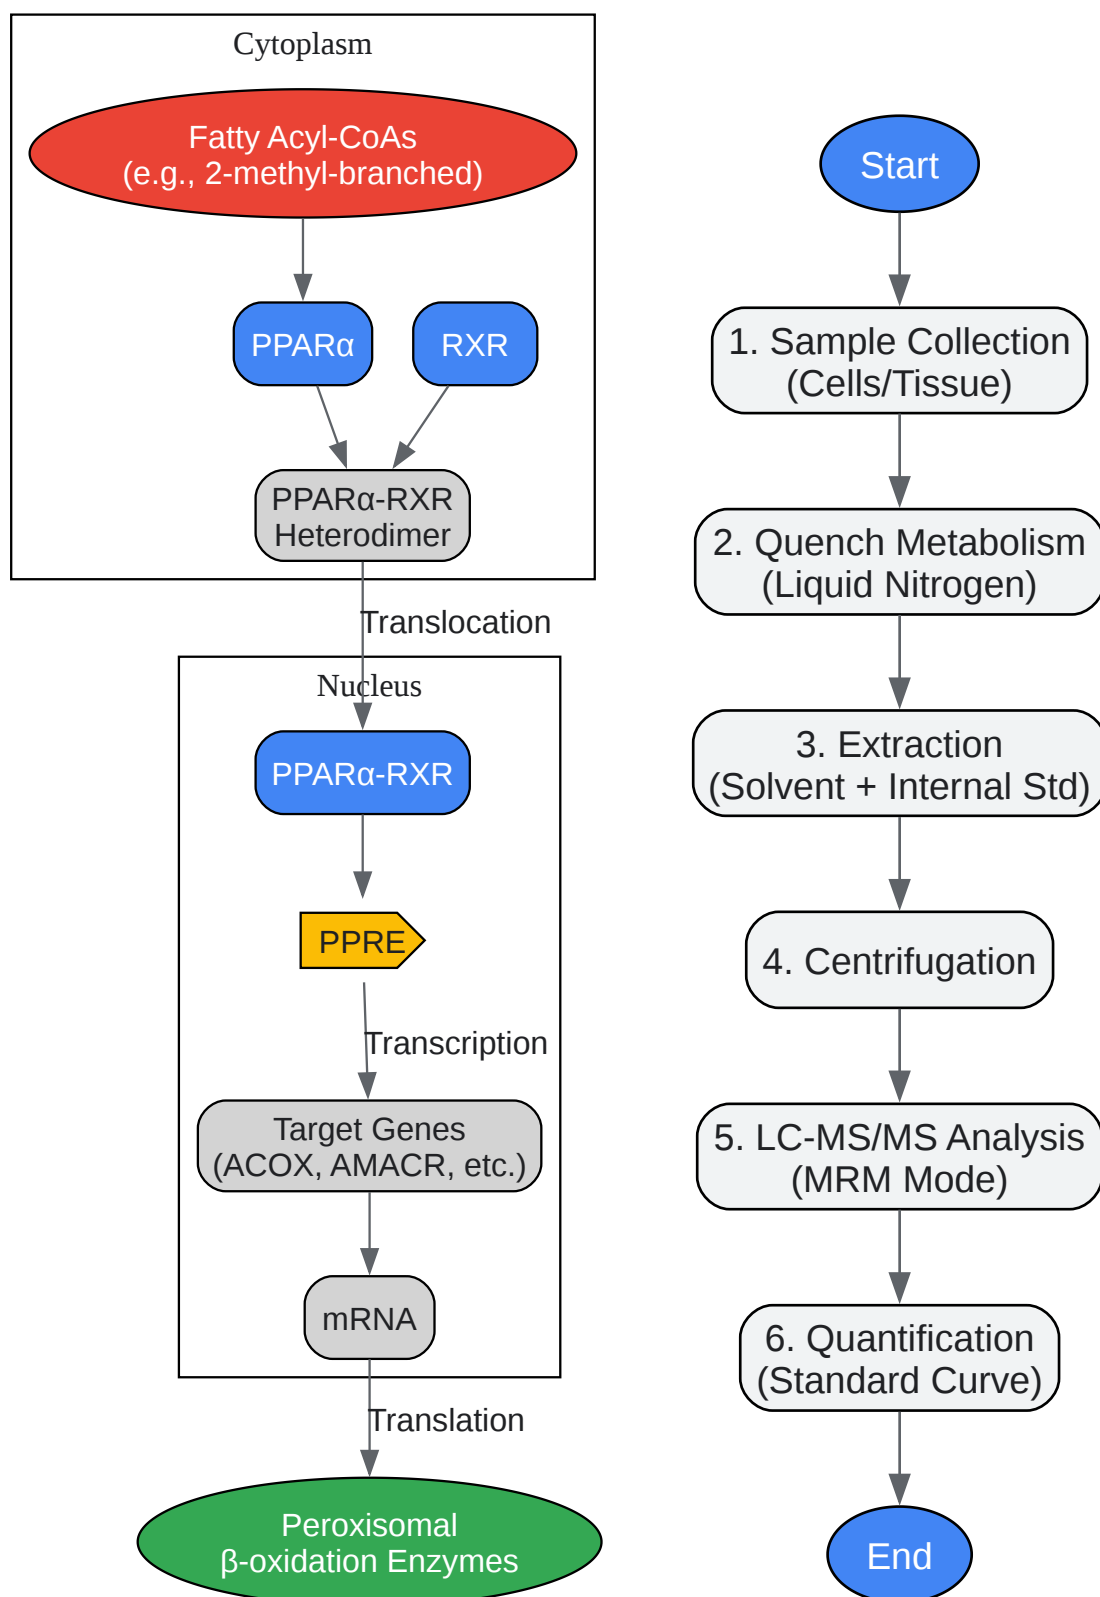 Cytoplasm
Fatty Acyl-CoAs
(e.g., 2-methyl-branched)
PPARα
RXR
PPARα-RXR
Heterodimer
Translocation
Nucleus
PPARα-RXR
PPRE
Transcription
Target Genes
(ACOX, AMACR, etc.)
mRNA
Translation
Peroxisomal
β-oxidation Enzymes
Start
1. Sample Collection
(Cells/Tissue)
2. Quench Metabolism
(Liquid Nitrogen)
3. Extraction
(Solvent + Internal Std)
4. Centrifugation
5. LC-MS/MS Analysis
(MRM Mode)
6. Quantification
(Standard Curve)
End